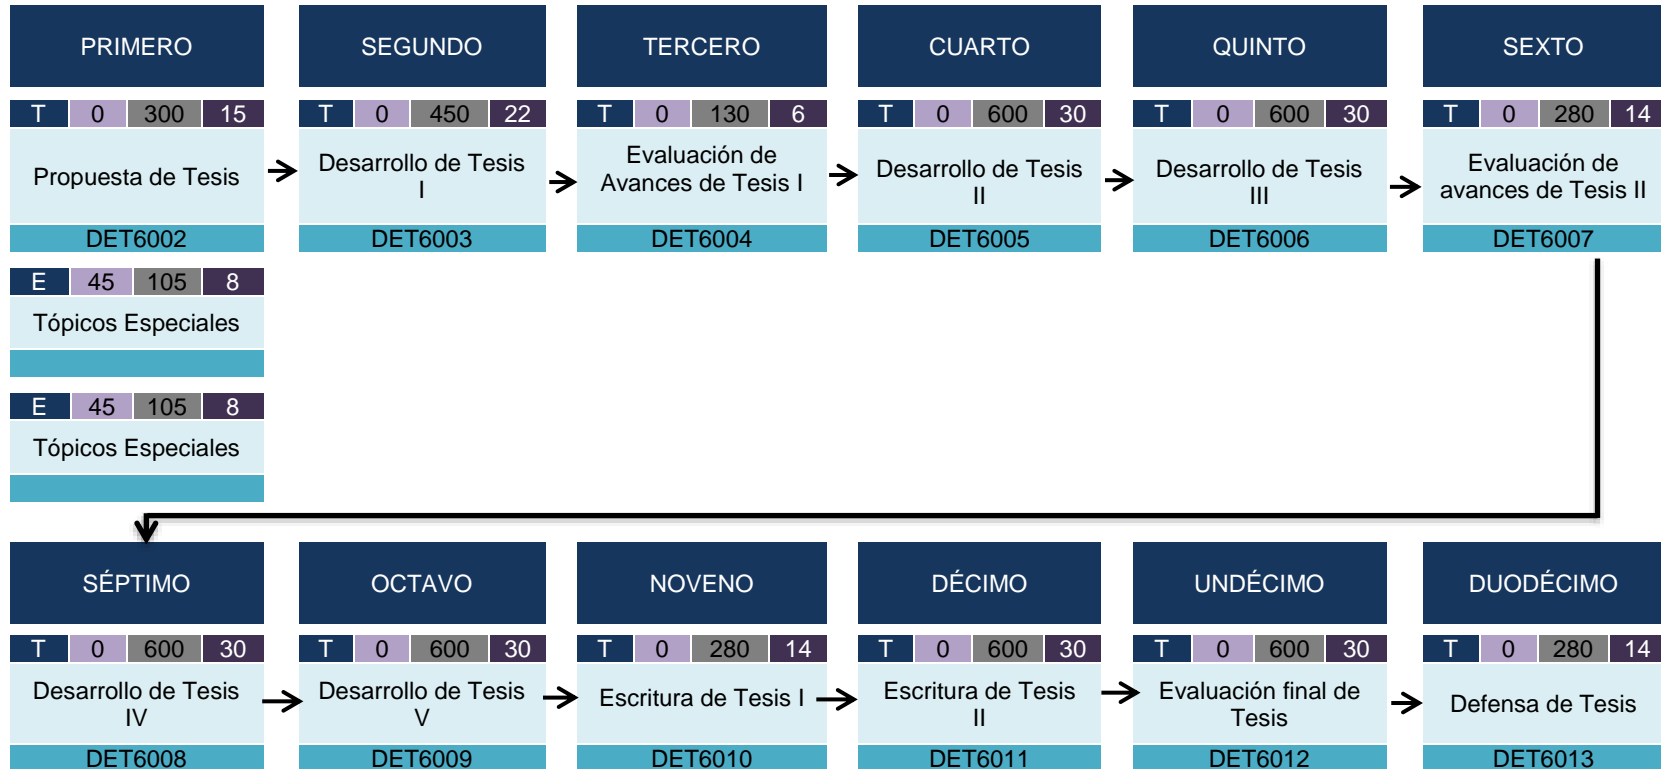 PRIMERO SEGUNDO TERCERO CUARTO QUINTO SEXTO
T 0 300 15 T 0 450 22 T 0 130 6 T 0 600 30 T 0 600 30 T 0 280 14
Propuesta de Tesis
Desarrollo de Tesis
I
Evaluación de
Avances de Tesis I
Desarrollo de Tesis
II
Desarrollo de Tesis
III
Evaluación de
avances de Tesis II
DET6002 DET6003 DET6004 DET6005 DET6006 DET6007
E 45 105 8
Tópicos Especiales
E 45 105 8
Tópicos Especiales
SÉPTIMO OCTAVO NOVENO DÉCIMO UNDÉCIMO DUODÉCIMO
T 0 600 30 T 0 600 30 T 0 280 14 T 0 600 30 T 0 600 30 T 0 280 14
Desarrollo de Tesis
IV
Desarrollo de Tesis
V
Escritura de Tesis I
Escritura de Tesis
II
Evaluación final de
Tesis
Defensa de Tesis
DET6008 DET6009 DET6010 DET6011 DET6012 DET6013